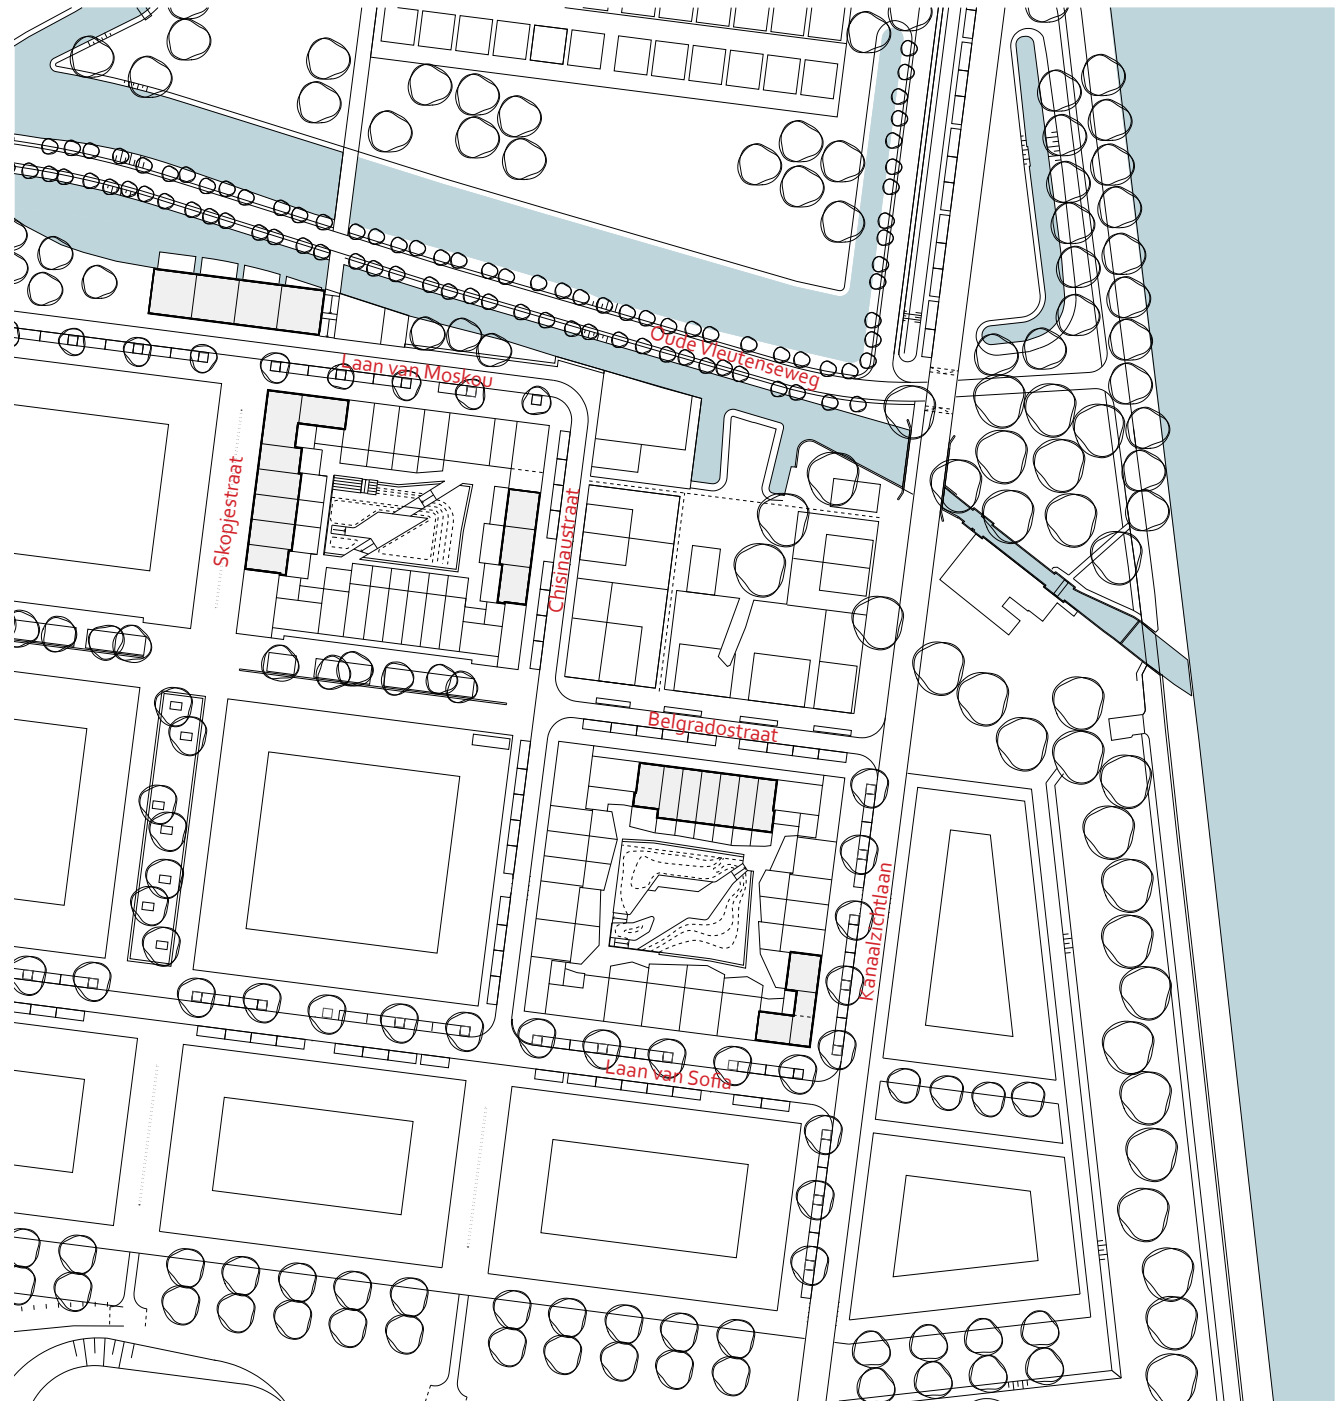 Oude Vleutenseweg
Laan van Moskou
Skopjestraat
Chisinaustraat
Belgradostraat
Kanaalzichtlaan
Laan van Sofia